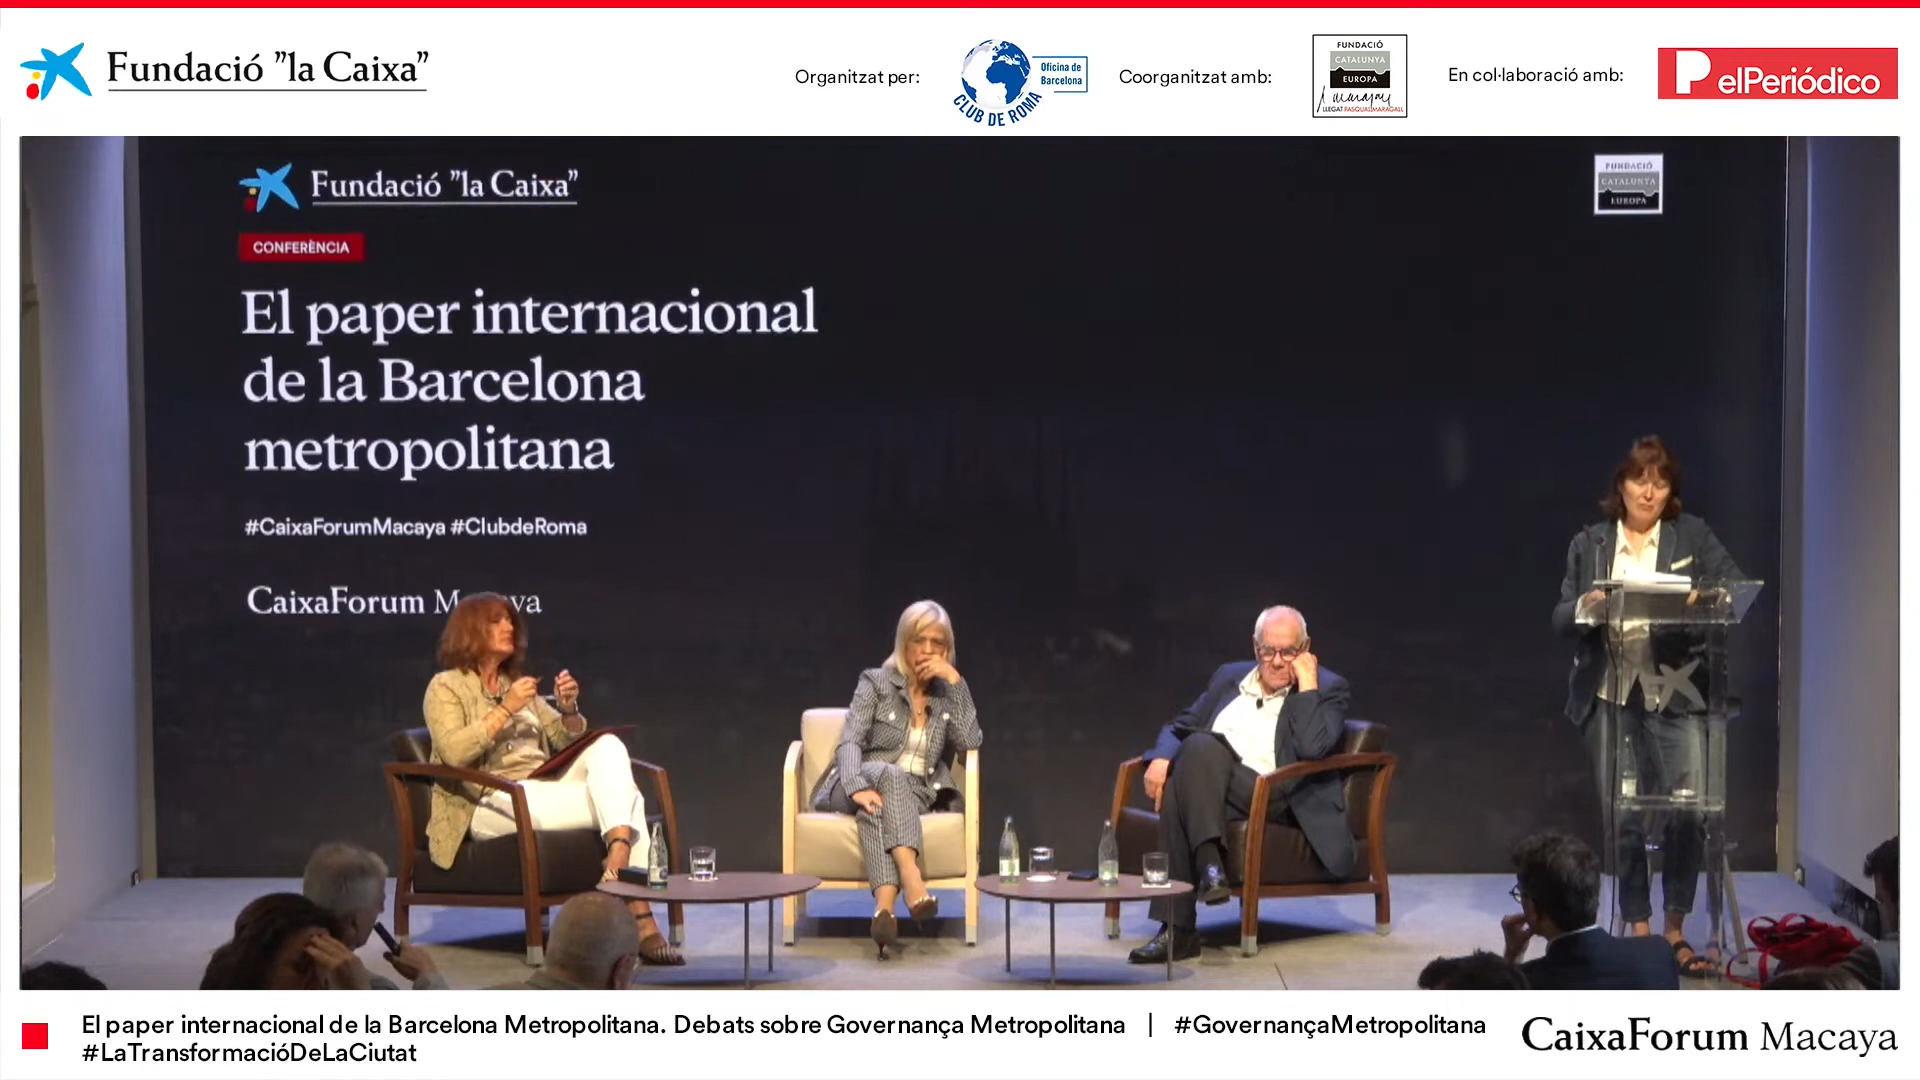 Fundació "la Caixa"
Organitzat per:
CLUB DE ROMA
Oficina de
Barcelona
Coorganitzat amb:
FUNDACIÓ
CATALUNYA
EUROPA
LLEGAT PASQUAL MARAGALL
En col·laboració amb:
elPeriódico
Fundació "la Caixa"
FUNDACIÓ
CATALUNYA
EUROPA
CONFERÈNCIA
El paper internacional
de la Barcelona
metropolitana
#CaixaForumMacaya #ClubdeRoma
CaixaForum
El paper internacional de la Barcelona Metropolitana. Debats sobre Governança Metropolitana | #GovernançaMetropolitana
#LaTransformacióDeLaCiutat
CaixaForum Macaya